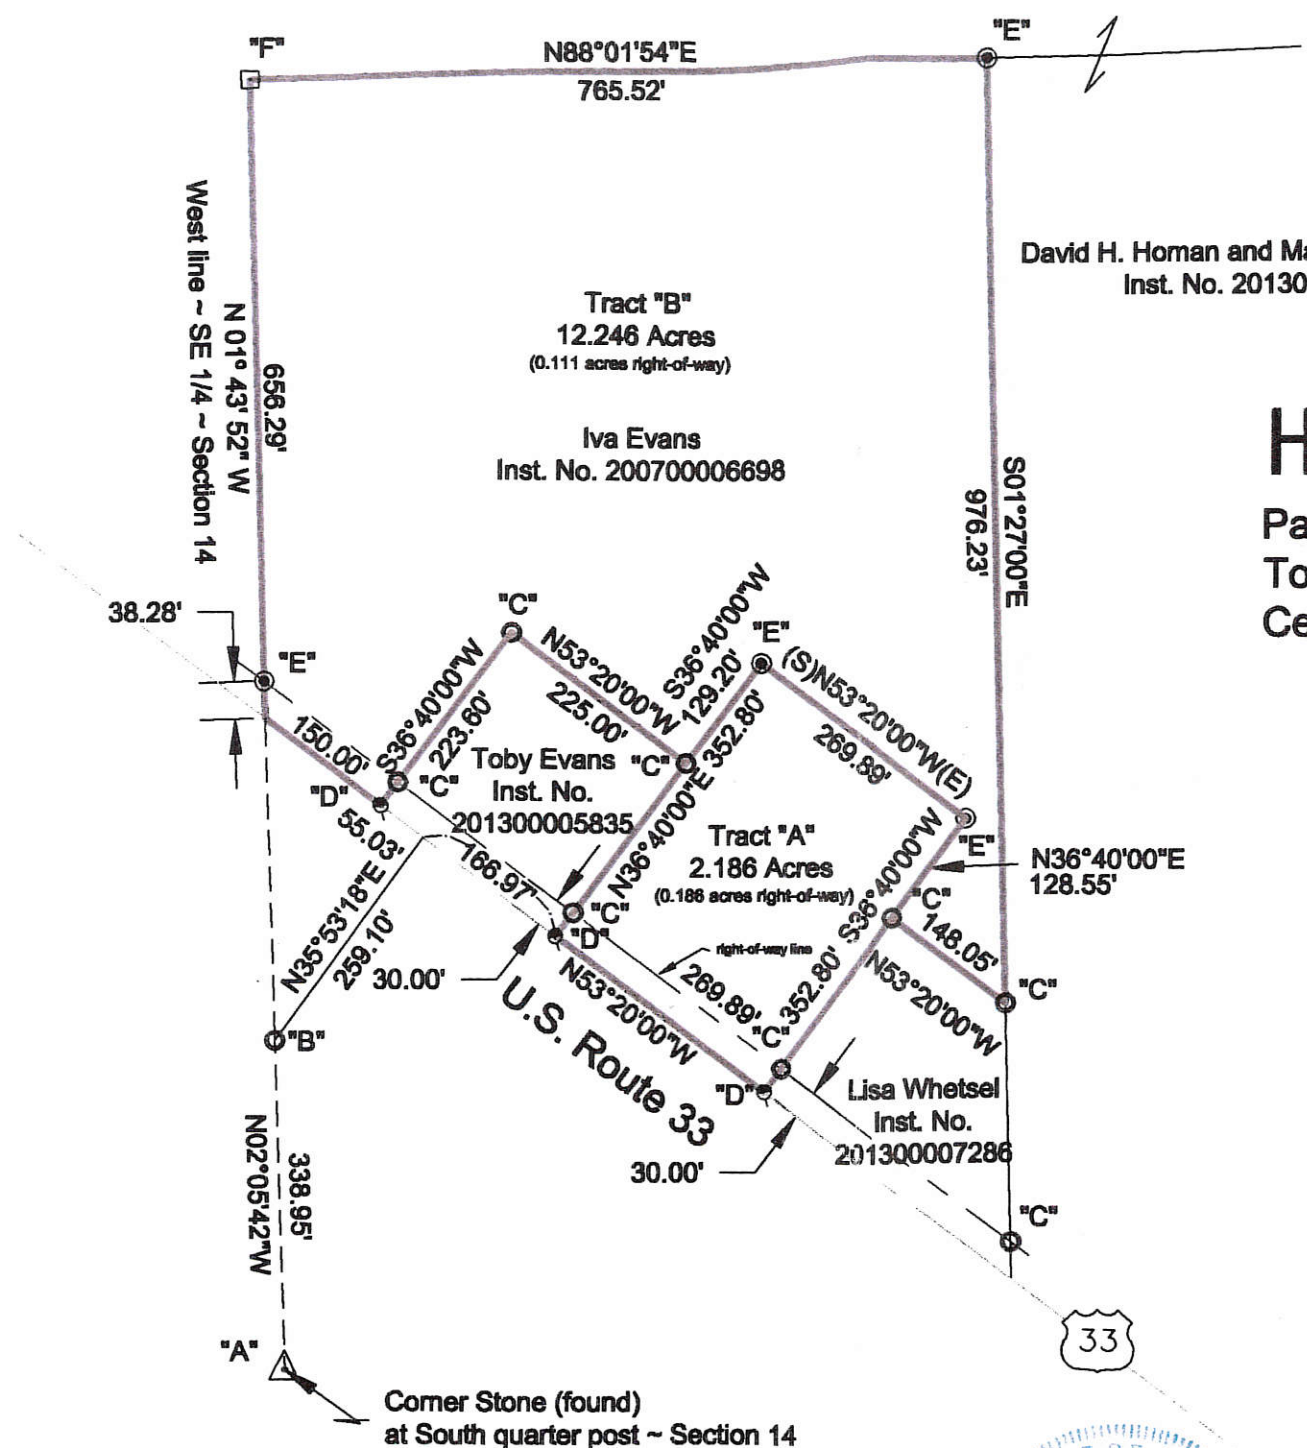 "F"
N88°01'54"E
765.52'
"E"
West line ~ SE 1/4 ~ Section 14
N 01° 43' 52" W
656.29'
David H. Homan and Ma
Inst. No. 20130
Tract "B"
12.246 Acres
(0.111 acres right-of-way)
Iva Evans
Inst. No. 200700006698
S01°27'00"E
976.23'
H
Pa
To
Ce
38.28'
"E"
150.00'
"C"
N53°20'00"W
225.00'
S36°40'00"W
129.20'
"E"
(S)N53°20'00"W(E)
269.89'
S36°40'00"W
223.60'
"C"
"D"
Toby Evans
Inst. No.
201300005835
"C"
N36°40'00"E 352.80'
Tract "A"
2.186 Acres
(0.186 acres right-of-way)
"E"
N36°40'00"E
128.55'
55.03'
166.97'
"C"
"D"
S36°40'00"W
352.80'
"C"
148.05'
N53°20'00"W
"C"
N35°53'18"E
259.10'
30.00'
right-of-way line
269.89'
N53°20'00"W
U.S. Route 33
"B"
"C"
"D"
30.00'
Lisa Whetsel
Inst. No.
201300007286
"C"
N02°05'42"W
338.95'
33
"A"
Corner Stone (found)
at South quarter post ~ Section 14